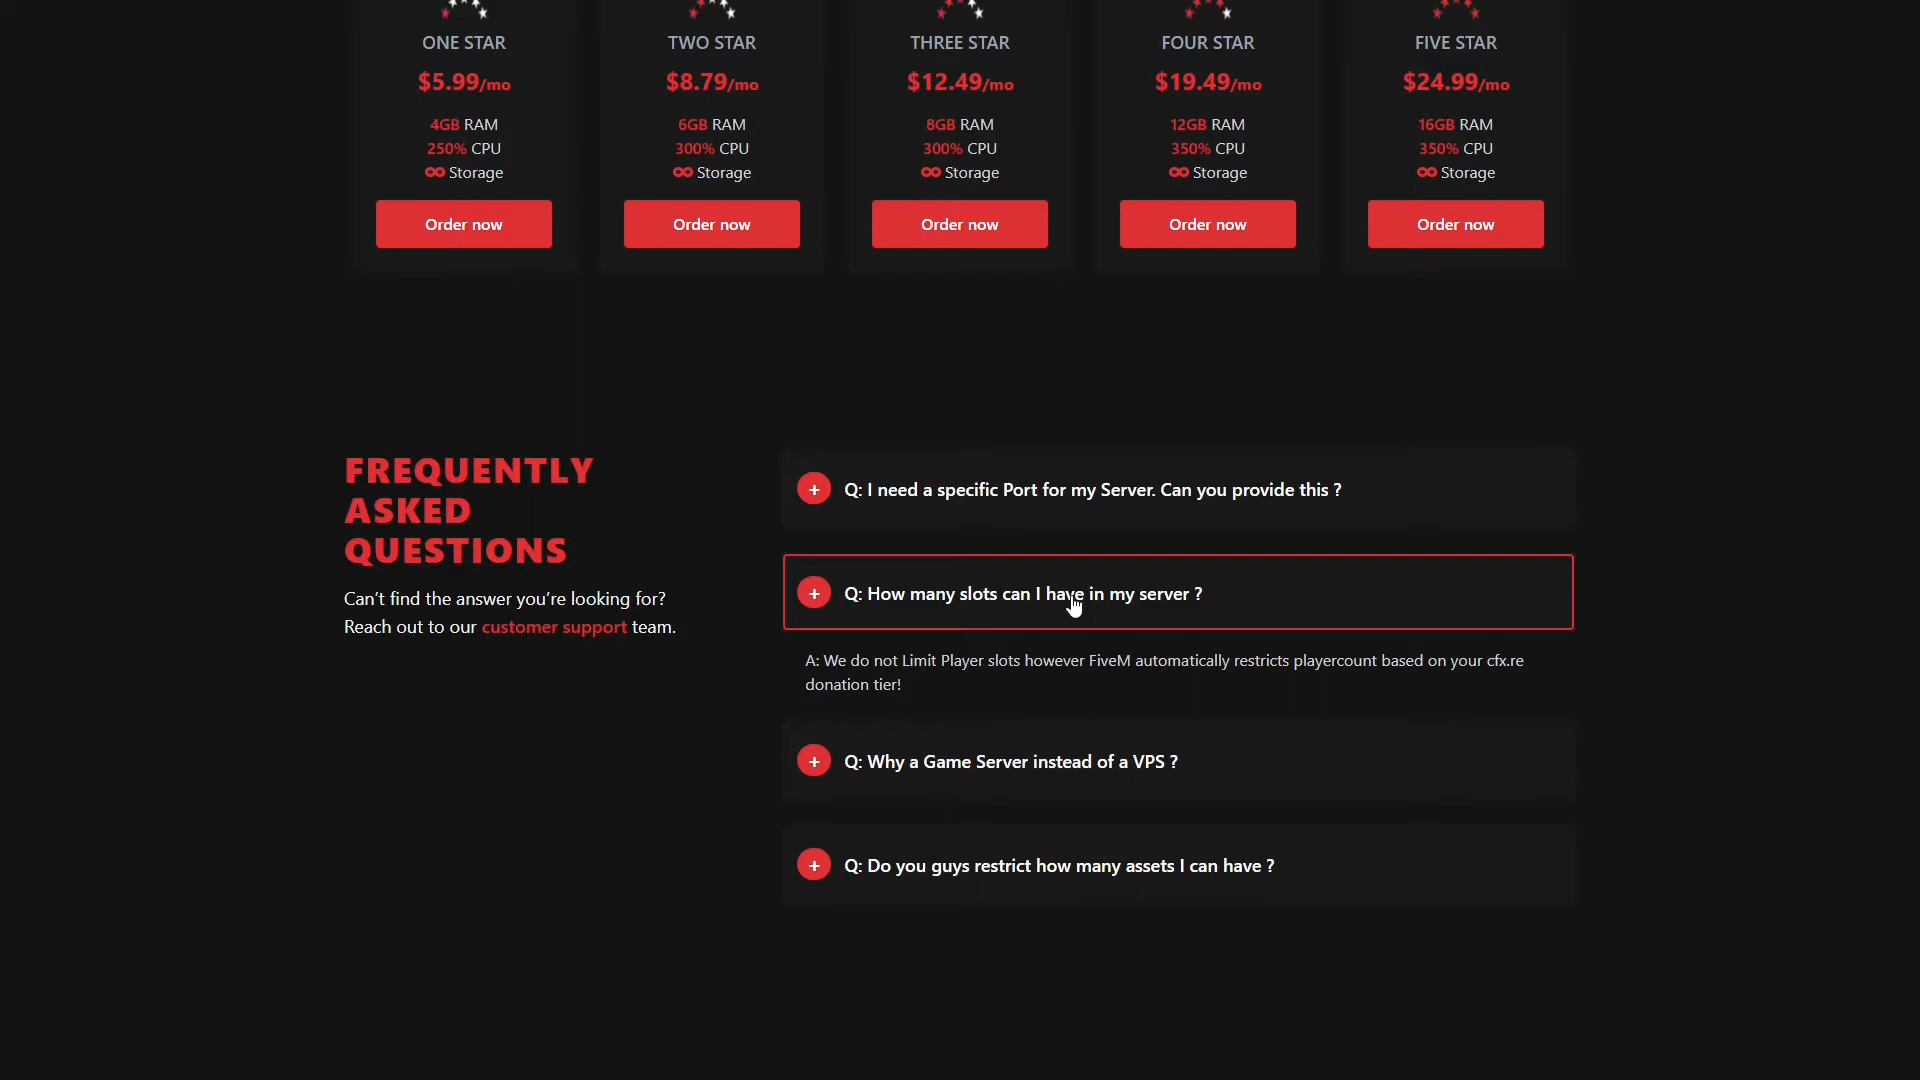 ONE STAR
$5.99/mo
4GB RAM
250% CPU
∞ Storage
Order now
TWO STAR
$8.79/mo
6GB RAM
300% CPU
∞ Storage
Order now
THREE STAR
$12.49/mo
8GB RAM
300% CPU
∞ Storage
Order now
FOUR STAR
$19.49/mo
12GB RAM
350% CPU
∞ Storage
Order now
FIVE STAR
$24.99/mo
16GB RAM
350% CPU
∞ Storage
Order now
FREQUENTLY
ASKED
QUESTIONS
Can’t find the answer you’re looking for?
Reach out to our customer support team.
+ Q: I need a specific Port for my Server. Can you provide this ?
+ Q: How many slots can I have in my server ?
A: We do not Limit Player slots however FiveM automatically restricts playercount based on your cfx.re
donation tier!
+ Q: Why a Game Server instead of a VPS ?
+ Q: Do you guys restrict how many assets I can have ?